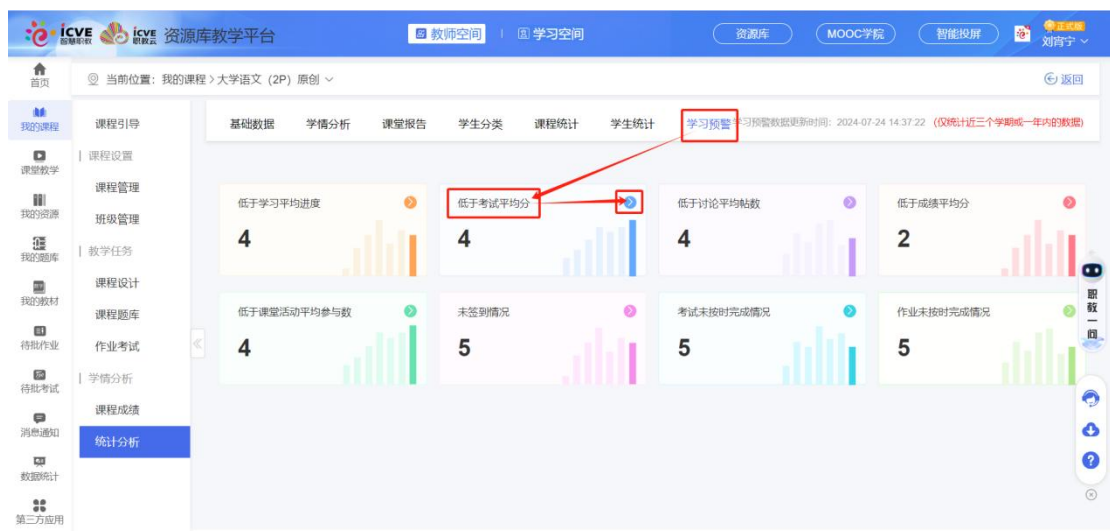 icve 智慧职教 icve 职教云 资源库教学平台
教师空间 学习空间
资源库 MOOC学院 智能投屏
正式版
刘宵宁
首页
我的课程
课堂教学
我的资源
我的题库
我的教材
待批作业
待批考试
消息通知
数据统计
第三方应用
当前位置：我的课程 > 大学语文（2P）原创
返回
课程引导
课程设置
课程管理
班级管理
教学任务
课程设计
课程题库
作业考试
学情分析
课程成绩
统计分析
基础数据 学情分析 课堂报告 学生分类 课程统计 学生统计 学习预警 学习预警数据更新时间：2024-07-24 14:37:22 (仅统计近三个学期或一年内的数据)
低于学习平均进度
4
低于考试平均分
4
低于讨论平均帖数
4
低于成绩平均分
2
低于课堂活动平均参与数
4
未签到情况
5
考试未按时完成情况
5
作业未按时完成情况
5
职教一问